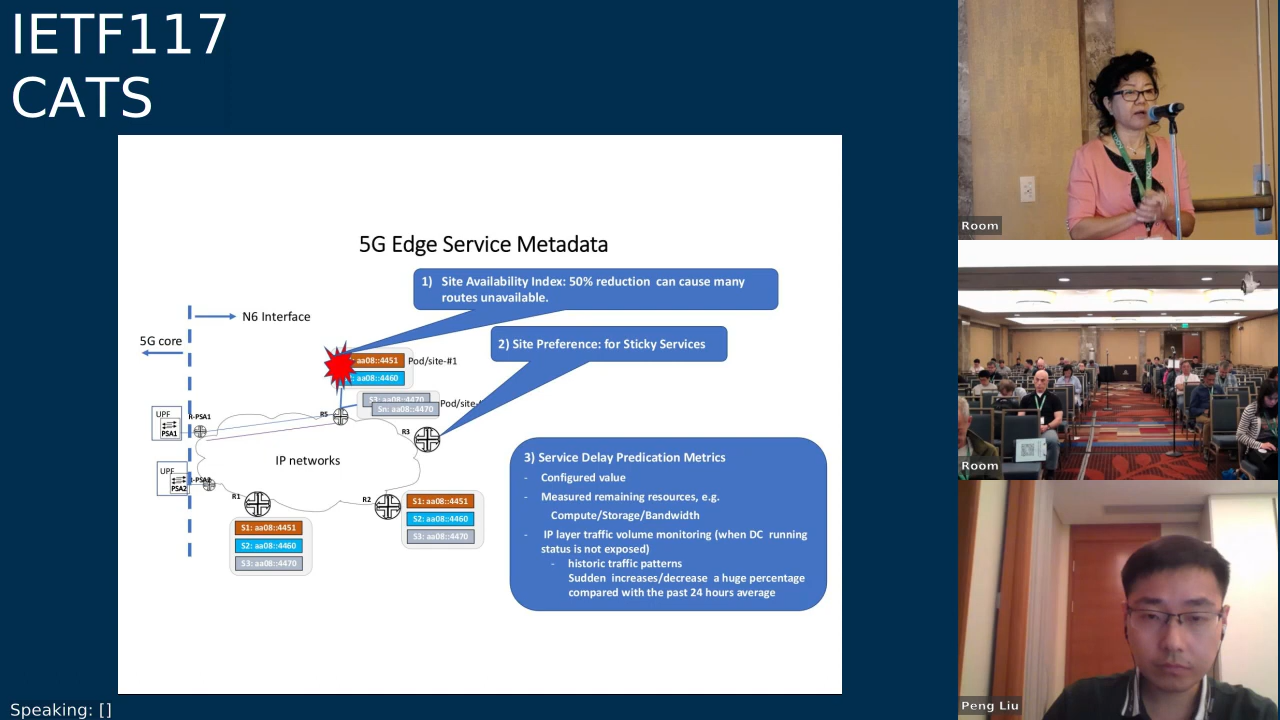 IETF117
CATS
5G Edge Service Metadata
1) Site Availability Index: 50% reduction can cause many
routes unavailable.
N6 Interface
2) Site Preference: for Sticky Services
5G core
aa08::4451
Pod/site-#1
: aa08::4460
S3: aa08::4470
Pod/site-
Sn: aa08::4470
UPF
PSA1
R-PSA1
R5
R3
IP networks
3) Service Delay Predication Metrics
- Configured value
- Measured remaining resources, e.g.
Compute/Storage/Bandwidth
- IP layer traffic volume monitoring (when DC running
status is not exposed)
- historic traffic patterns
Sudden increases/decrease a huge percentage
compared with the past 24 hours average
UPF
PSA2
R-PSA2
R1
R2
S1: aa08::4451
S2: aa08::4460
S3: aa08::4470
S1: aa08::4451
S2: aa08::4460
S3: aa08::4470
Room
Room
Peng Liu
Speaking: []